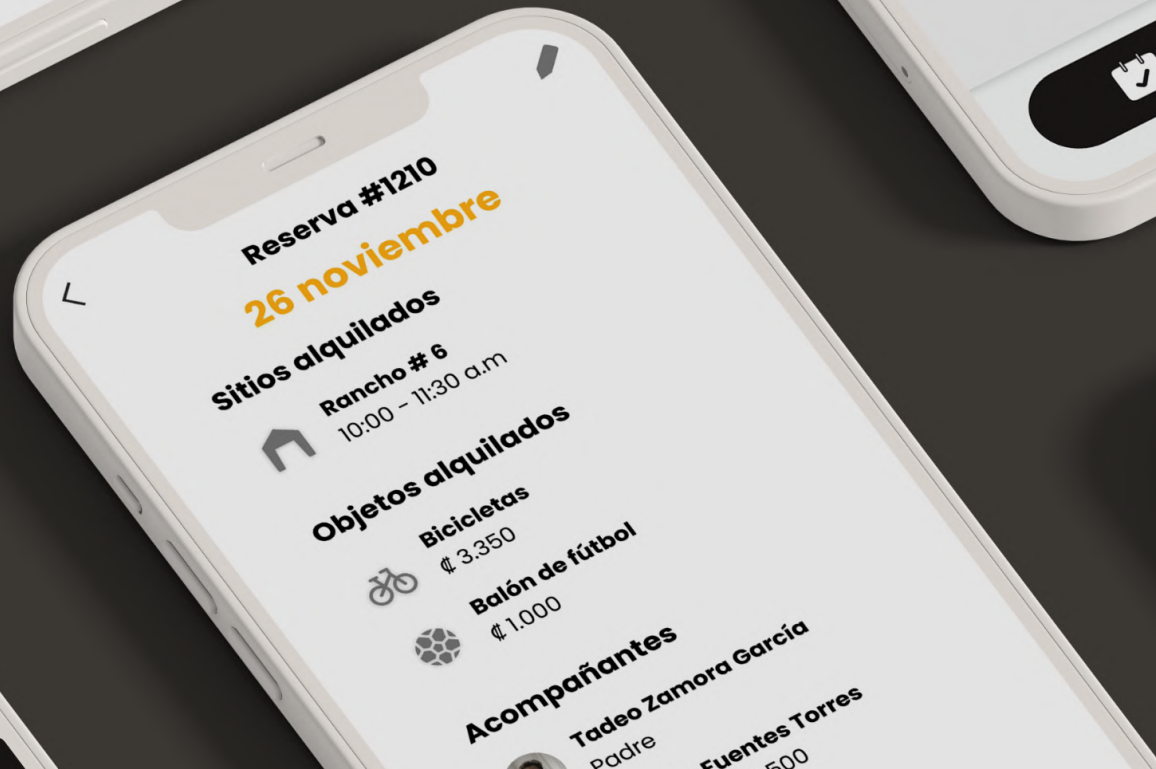 Reserva #1210
26 noviembre
Sitios alquilados
Rancho # 6
10:00 - 11:30 a.m
Objetos alquilados
Bicicletas
₡ 3.350
Balón de fútbol
₡ 1.000
Acompañantes
Tadeo Zamora García
Padre
Fuentes Torres
500